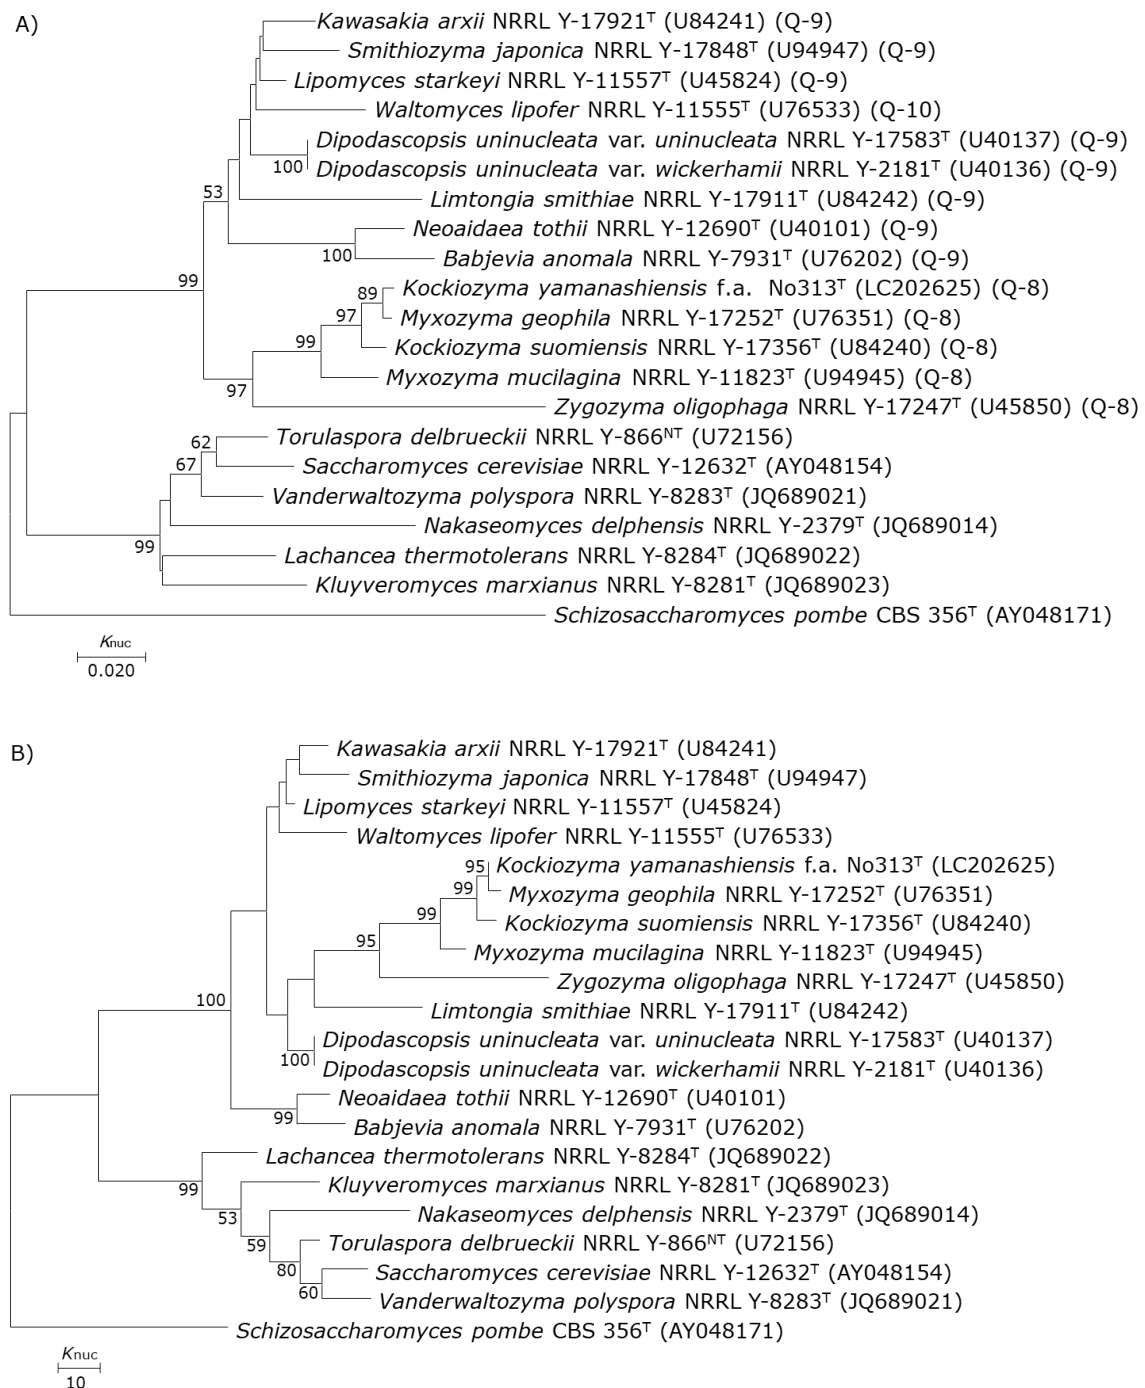 A)
Kawasakia arxii NRRL Y-17921ᵀ (U84241) (Q-9)
Smithiozyma japonica NRRL Y-17848ᵀ (U94947) (Q-9)
Lipomyces starkeyi NRRL Y-11557ᵀ (U45824) (Q-9)
Waltomyces lipofer NRRL Y-11555ᵀ (U76533) (Q-10)
Dipodascopsis uninucleata var. uninucleata NRRL Y-17583ᵀ (U40137) (Q-9)
100 Dipodascopsis uninucleata var. wickerhamii NRRL Y-2181ᵀ (U40136) (Q-9)
53
Limtongia smithiae NRRL Y-17911ᵀ (U84242) (Q-9)
Neoaidaea tothii NRRL Y-12690ᵀ (U40101) (Q-9)
100 Babjevia anomala NRRL Y-7931ᵀ (U76202) (Q-9)
99
89 Kockiozyma yamanashiensis f.a. No313ᵀ (LC202625) (Q-8)
97 Myxozyma geophila NRRL Y-17252ᵀ (U76351) (Q-8)
99 Kockiozyma suomiensis NRRL Y-17356ᵀ (U84240) (Q-8)
Myxozyma mucilagina NRRL Y-11823ᵀ (U94945) (Q-8)
97
Zygozyma oligophaga NRRL Y-17247ᵀ (U45850) (Q-8)
62 Torulaspora delbrueckii NRRL Y-866ᴺᵀ (U72156)
67 Saccharomyces cerevisiae NRRL Y-12632ᵀ (AY048154)
Vanderwaltozyma polyspora NRRL Y-8283ᵀ (JQ689021)
Nakaseomyces delphensis NRRL Y-2379ᵀ (JQ689014)
99
Lachancea thermotolerans NRRL Y-8284ᵀ (JQ689022)
Kluyveromyces marxianus NRRL Y-8281ᵀ (JQ689023)
Schizosaccharomyces pombe CBS 356ᵀ (AY048171)
Knuc
0.020
B)
Kawasakia arxii NRRL Y-17921ᵀ (U84241)
Smithiozyma japonica NRRL Y-17848ᵀ (U94947)
Lipomyces starkeyi NRRL Y-11557ᵀ (U45824)
Waltomyces lipofer NRRL Y-11555ᵀ (U76533)
95 Kockiozyma yamanashiensis f.a. No313ᵀ (LC202625)
99 Myxozyma geophila NRRL Y-17252ᵀ (U76351)
99 Kockiozyma suomiensis NRRL Y-17356ᵀ (U84240)
95 Myxozyma mucilagina NRRL Y-11823ᵀ (U94945)
Zygozyma oligophaga NRRL Y-17247ᵀ (U45850)
100
Limtongia smithiae NRRL Y-17911ᵀ (U84242)
Dipodascopsis uninucleata var. uninucleata NRRL Y-17583ᵀ (U40137)
100 Dipodascopsis uninucleata var. wickerhamii NRRL Y-2181ᵀ (U40136)
Neoaidaea tothii NRRL Y-12690ᵀ (U40101)
99 Babjevia anomala NRRL Y-7931ᵀ (U76202)
Lachancea thermotolerans NRRL Y-8284ᵀ (JQ689022)
99 Kluyveromyces marxianus NRRL Y-8281ᵀ (JQ689023)
53 Nakaseomyces delphensis NRRL Y-2379ᵀ (JQ689014)
59 Torulaspora delbrueckii NRRL Y-866ᴺᵀ (U72156)
80 Saccharomyces cerevisiae NRRL Y-12632ᵀ (AY048154)
60 Vanderwaltozyma polyspora NRRL Y-8283ᵀ (JQ689021)
Schizosaccharomyces pombe CBS 356ᵀ (AY048171)
Knuc
10